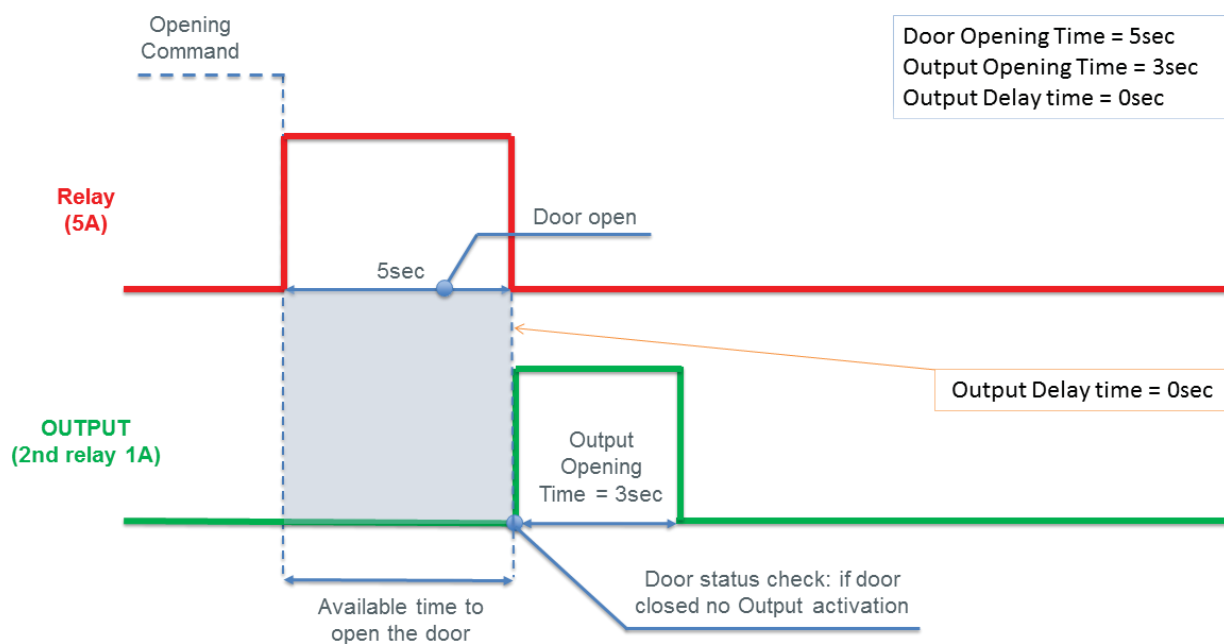 Opening
Command
Door Opening Time = 5sec
Output Opening Time = 3sec
Output Delay time = 0sec
Relay
(5A)
Door open
5sec
Output Delay time = 0sec
OUTPUT
(2nd relay 1A)
Output
Opening
Time = 3sec
Door status check: if door
closed no Output activation
Available time to
open the door